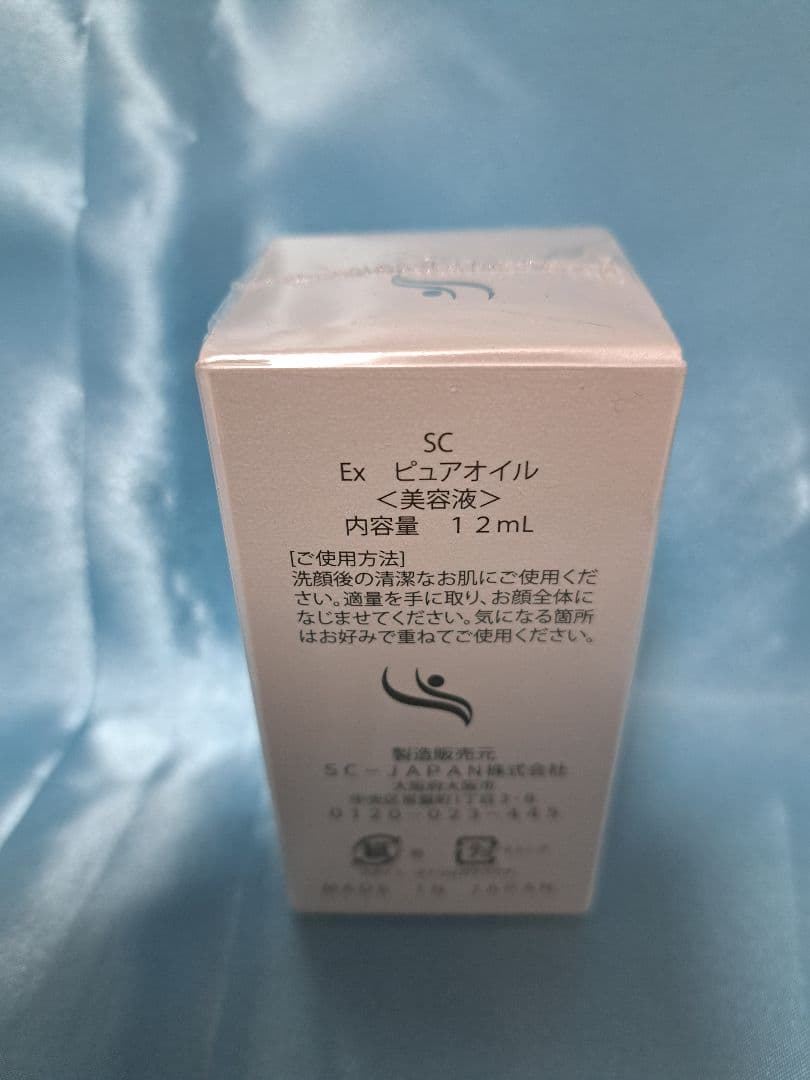 SC
Ex　ピュアオイル
＜美容液＞
内容量　１２mL
[ご使用方法]
洗顔後の清潔なお肌にご使用くだ
さい。適量を手に取り、お顔全体に
なじませてください。気になる箇所
はお好みで重ねてご使用ください。
製造販売元
ＳＣ－ＪＡＰＡＮ株式会社
大阪府大阪市
０１２０－０２３－４４５
ＭＡＤＥ　ＩＮ　ＪＡＰＡＮ